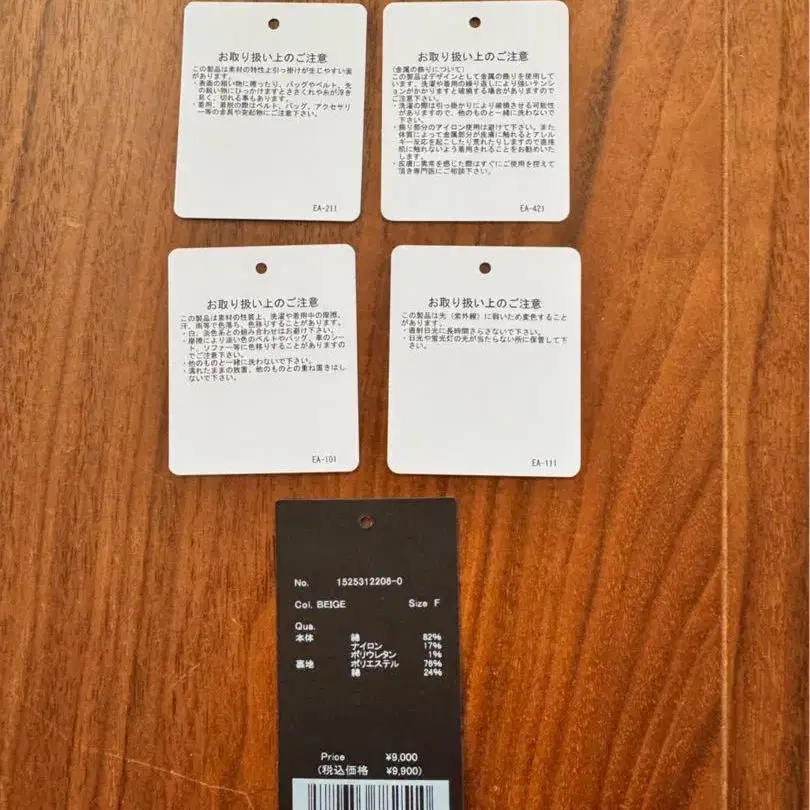 お取り扱い上のご注意
この製品は素材の特性上引っ掛けが生じやすい面
があります。
・表面の粗い物に擦ったり、バッグやベルト、先
の鋭い物にひっかけますとささくれや糸が浮き
易く、切れる事もあります。
・着用、着脱の際はベルト、バッグ、アクセサリ
ー等の金具や突起物にご注意下さい。
EA-211
お取り扱い上のご注意
(金属の飾りについて)
この製品はデザインとして金属の飾りを使用して
います。洗濯や着用の繰り返しにより強いテンシ
ョンがかかりますと破損する場合がありますので
ご注意下さい。
・洗濯の際は引っ掛かりにより破損させる可能性
がありますので、他のものと一緒に洗わないで
下さい。
・飾り部分のアイロン使用は避けて下さい。また
体質によって金属部分が皮膚に触れるとアレル
ギー反応を起こしたり荒れたりしますので直接
肌に触れないよう着用されることをお勧めいた
します。
・皮膚に異常を感じた際はすぐにご使用を控えて
頂き専門医にご相談下さい。
EA-421
お取り扱い上のご注意
この製品は素材の性質上、洗濯や着用中の摩擦、
汗、雨等で色落ち、色移りすることがあります。
・白、淡色系との組み合わせはお避け下さい。
・摩擦により淡い色のベルトやバッグ、車のシー
ト、ソファー等に色移りすることがありますの
でご注意下さい。
・他のものと一緒に洗わないで下さい。
・濡れたままの放置、他のものとの重ね置きはし
ないで下さい。
EA-101
お取り扱い上のご注意
この製品は光（紫外線）に弱いため変色すること
があります。
・直射日光に長時間さらさないで下さい。
・日光や蛍光灯の光が当たらない所に保管して下
さい。
EA-111
No. 1525312206-0
Col. BEIGE Size F
Qua.
本体 綿 82%
ナイロン 17%
ポリウレタン 1%
裏地 ポリエステル 76%
綿 24%
Price ¥9,000
(税込価格 ¥9,900)